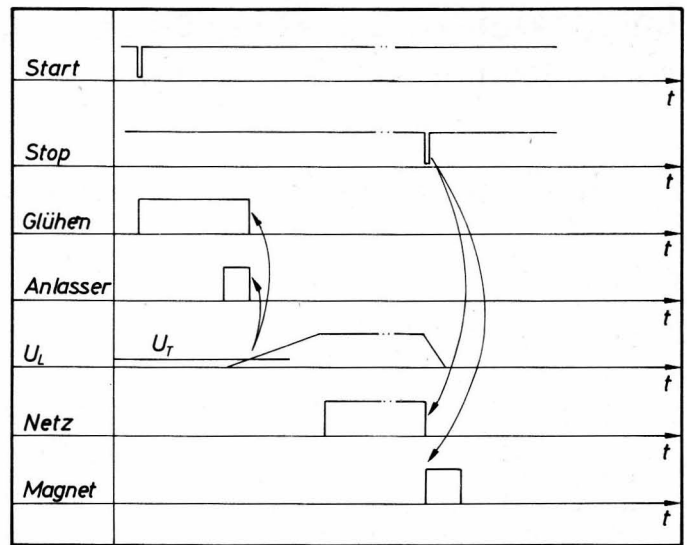 Start
t
Stop
t
Glühen
t
Anlasser
t
U_L
U_T
t
Netz
t
Magnet
t